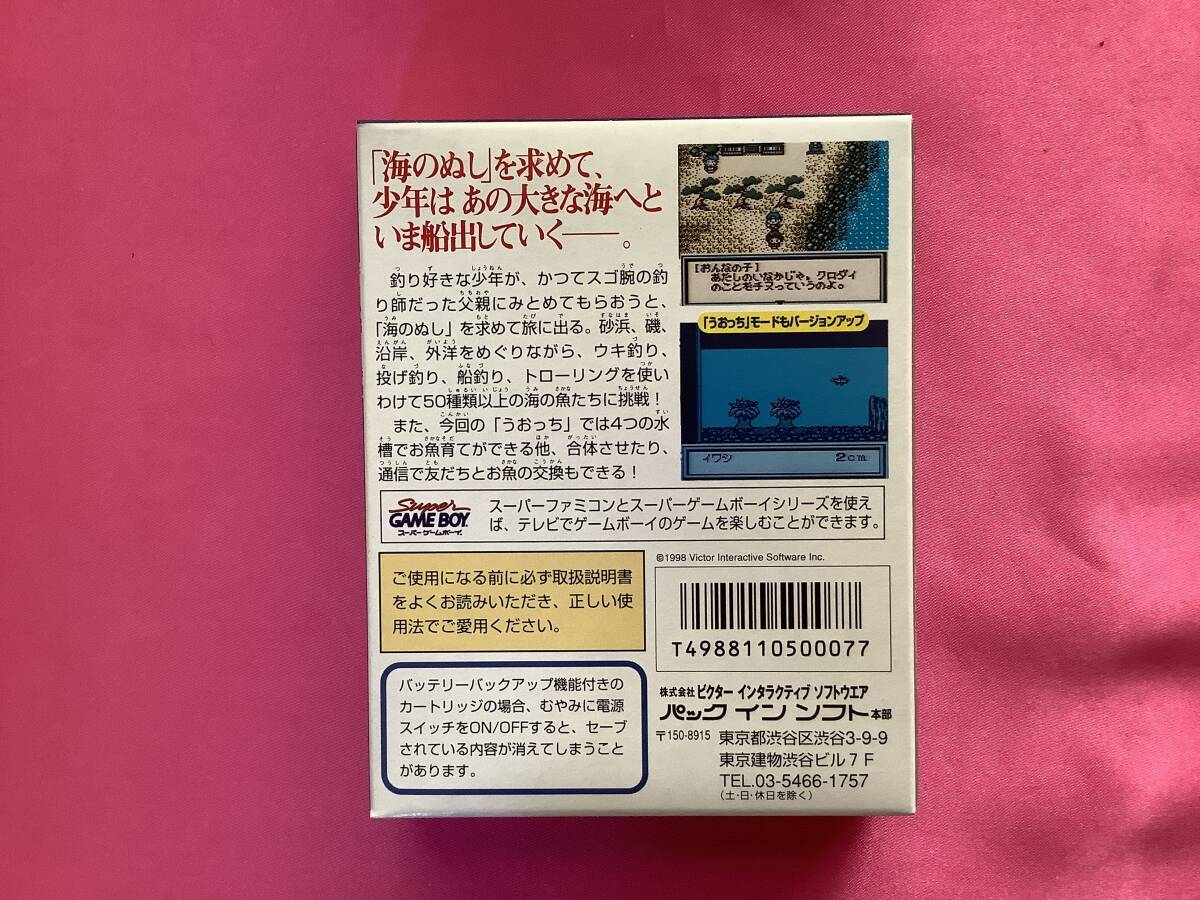 「海のぬし」を求めて、
少年は あの大きな海へと
いま船出していく――。
釣り好きな少年が、かつてスゴ腕の釣
り師だった父親にみとめてもらおうと、
「海のぬし」を求めて旅に出る。砂浜、磯、
沿岸、外洋をめぐりながら、ウキ釣り、
投げ釣り、船釣り、トローリングを使い
わけて50種類以上の海の魚たちに挑戦!
また、今回の「うおっち」では4つの水
槽でお魚育てができる他、合体させたり、
通信で友だちとお魚の交換もできる!
[おんなの子]
あたしのいなかじゃ、クロダイ
のことをチヌっていうのよ。
「うおっち」モードもバージョンアップ
イワシ 2cm
Super
GAME BOY
スーパーゲームボーイ
スーパーファミコンとスーパーゲームボーイシリーズを使え
ば、テレビでゲームボーイのゲームを楽しむことができます。
ご使用になる前に必ず取扱説明書
をよくお読みいただき、正しい使
用法でご愛用ください。
バッテリーバックアップ機能付きの
カートリッジの場合、むやみに電源
スイッチをON/OFFすると、セーブ
されている内容が消えてしまうこと
があります。
©1998 Victor Interactive Software Inc.
T4988110500077
株式会社 ビクター インタラクティブ ソフトウエア
パック イン ソフト本部
〒150-8915 東京都渋谷区渋谷3-9-9
東京建物渋谷ビル7F
TEL.03-5466-1757
(土・日・休日を除く)